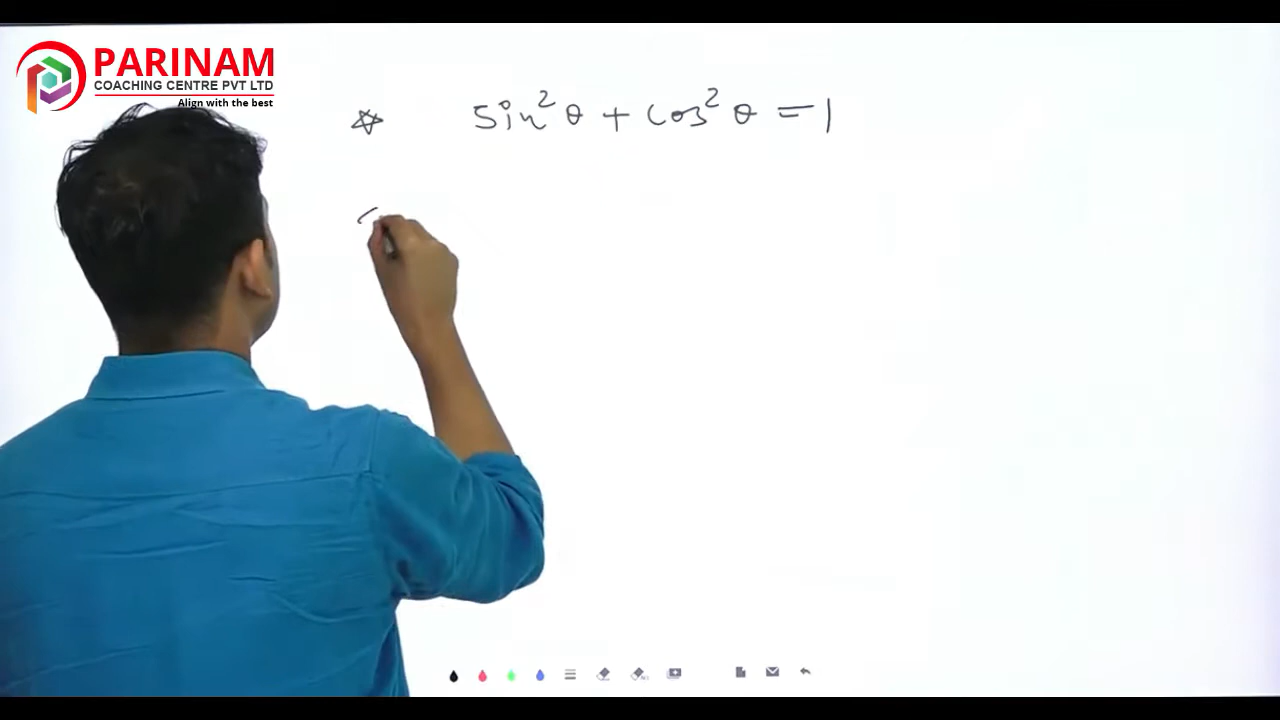 PARINAM
COACHING CENTRE PVT LTD
Align with the best
☆ sin²θ + cos²θ = 1